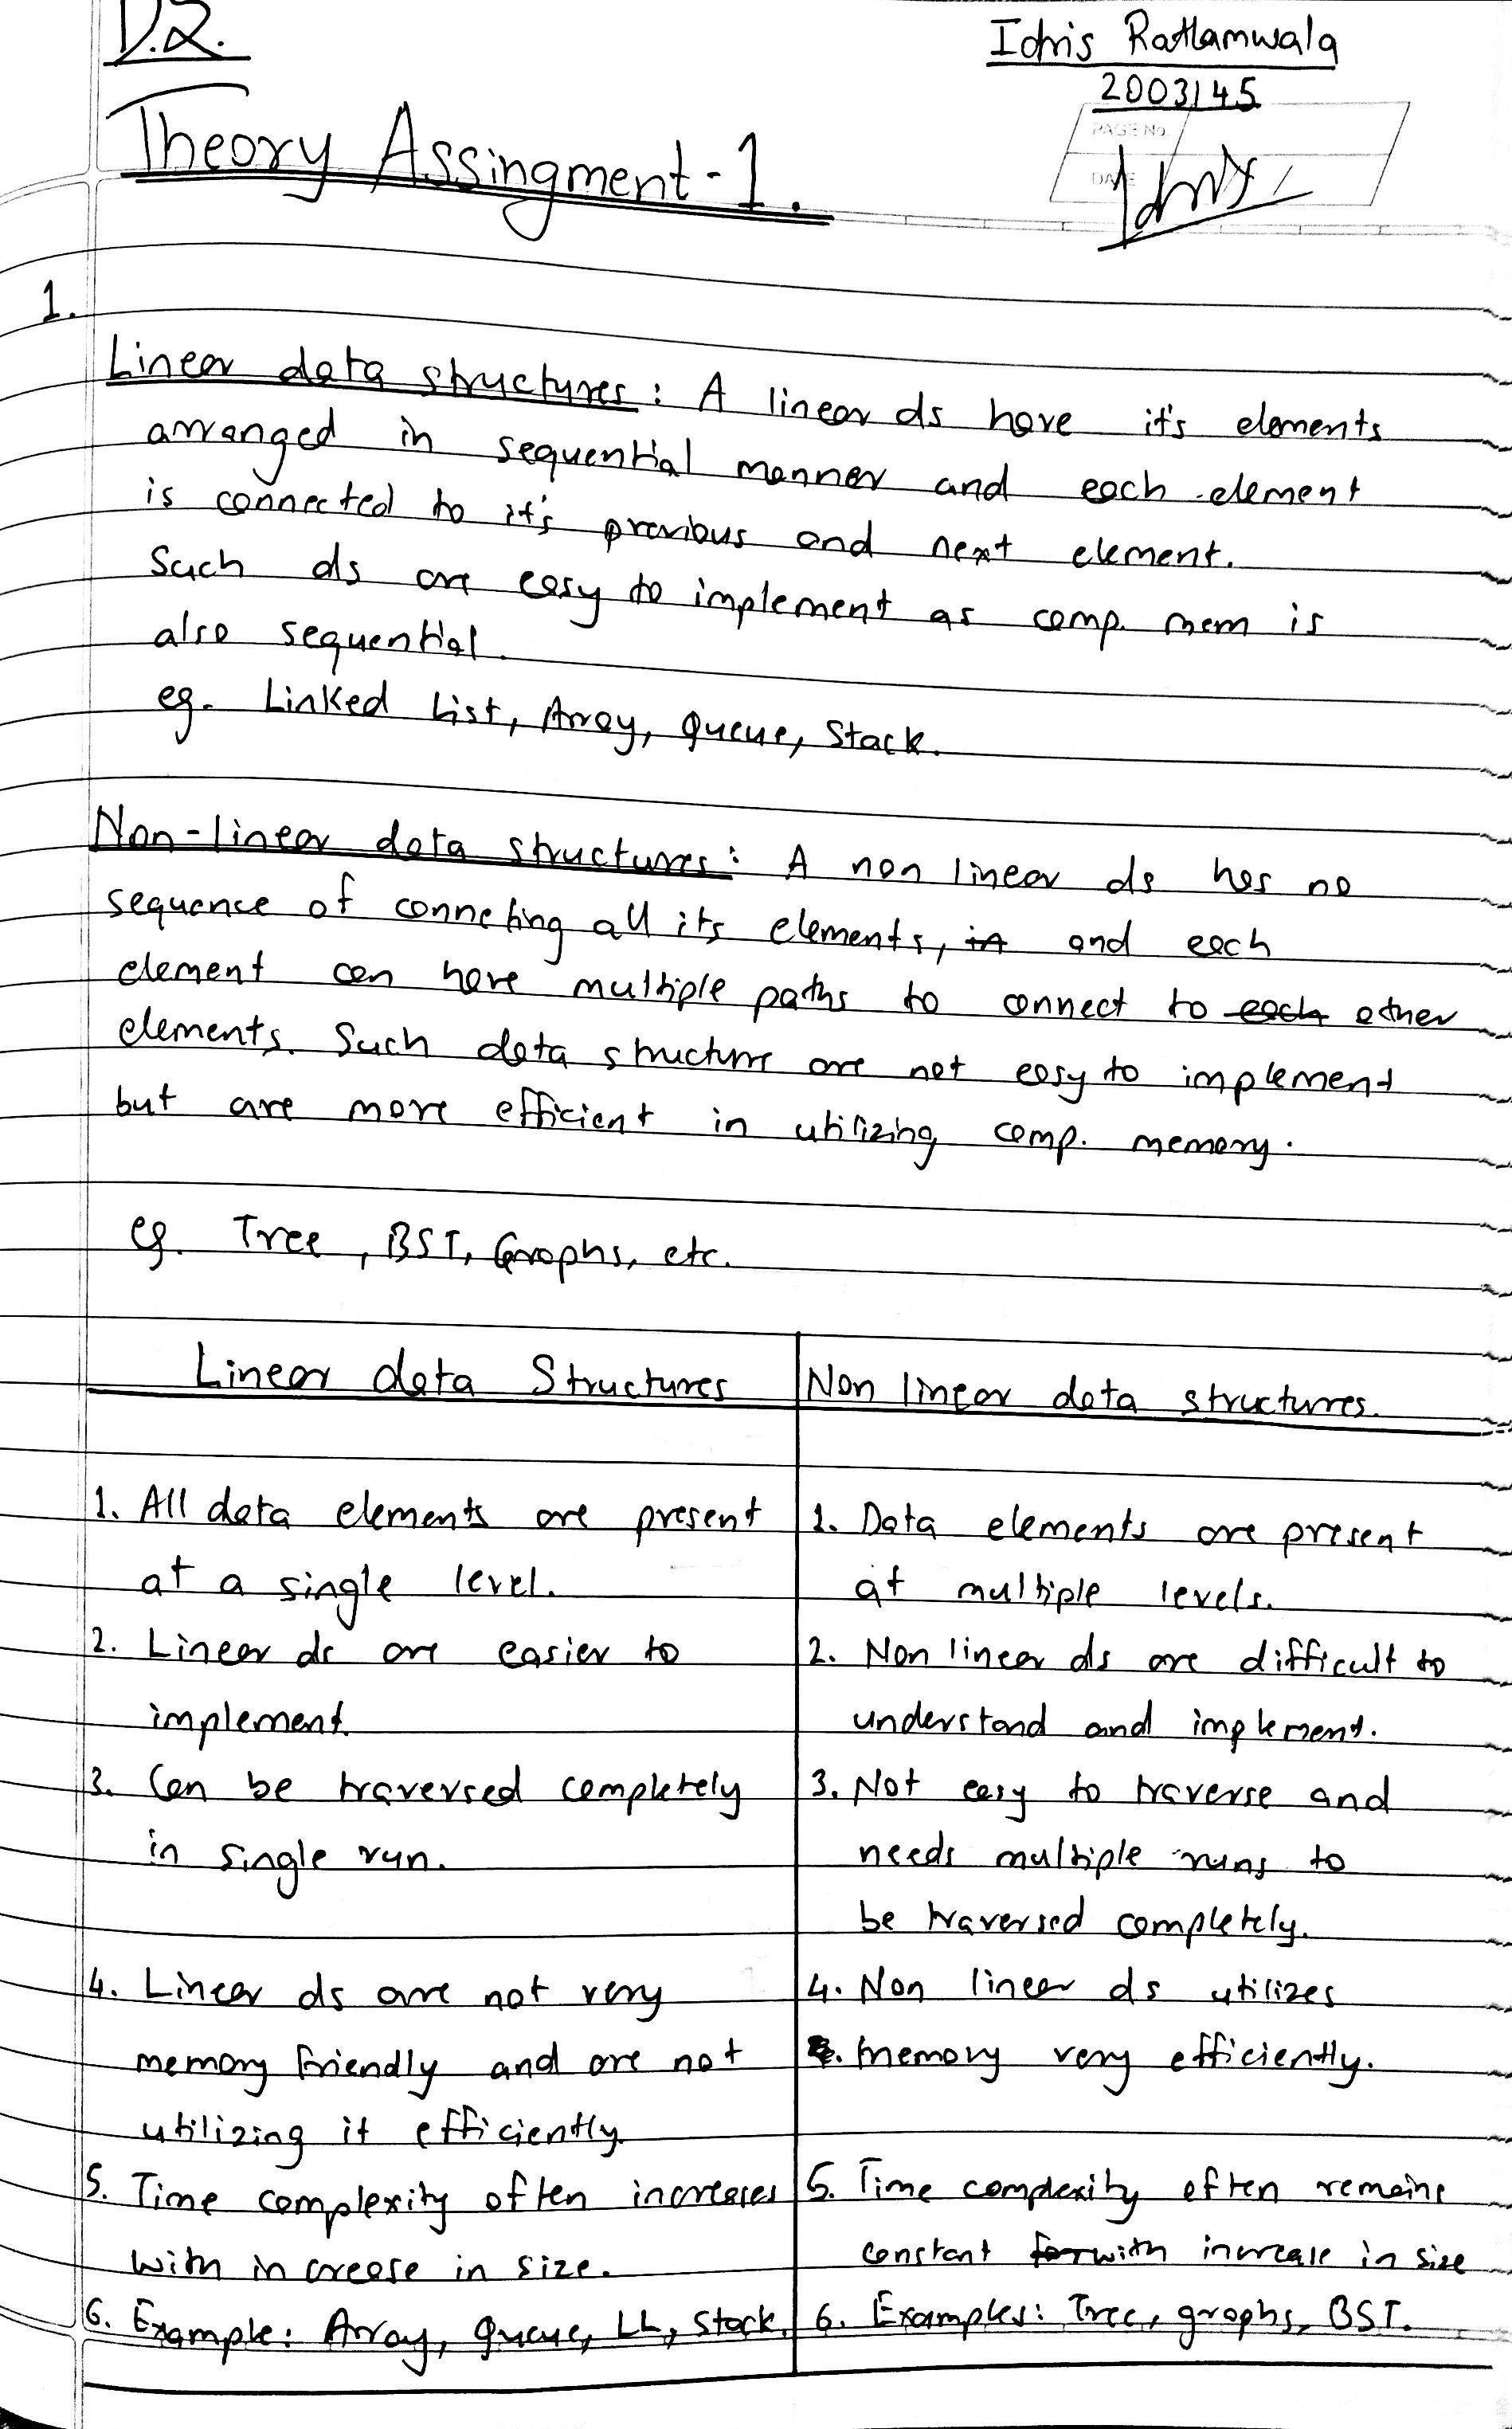 D.2.
Idris Ratlamwala
2003145
PAGE No.
DATE
Idris
Theory Assingment-1.
1.
Linear data structures: A linear ds have it's elements
arranged in sequential manner and each element
is connected to it's previous and next element.
Such ds are easy to implement as comp. mem is
also sequential.
eg. Linked List, Array, Queue, Stack.
Non-linear data structures: A non linear ds has no
sequence of conneting all its elements, in and each
element can have multiple paths to connect to each other
elements. Such data structure are not easy to implement
but are more efficient in utilizing comp. memory.
eg. Tree, BST, Graphs, etc.
Linear data Structures
1. All data elements are present
at a single level.
2. Linear ds are easier to
implement.
3. Can be traversed completely
in single run.
4. Linear ds are not very
memory friendly and are not
utilizing it efficiently.
5. Time complexity often increases
with increase in size.
6. Example: Array, queue, LL, Stack.
Non linear data structures.
1. Data elements are present
at multiple levels.
2. Non linear ds are difficult to
understand and implement.
3. Not easy to traverse and
needs multiple runs to
be traversed completely.
4. Non linear ds utilizes
memory very efficiently.
5. Time complexity often remains
constant for with increase in size
6. Examples: Tree, graphs, BST.